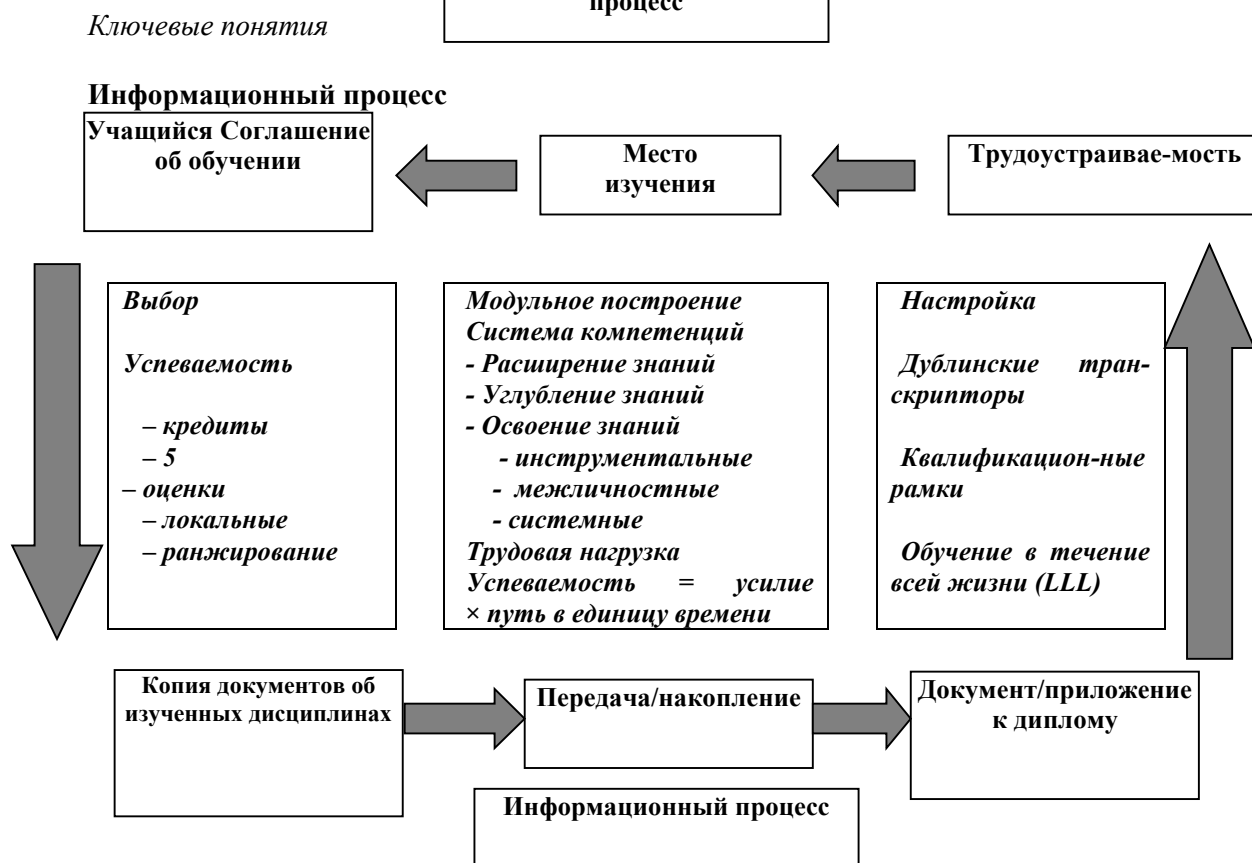 процесс
Ключевые понятия
Информационный процесс
Учащийся Соглашение
об обучении
Место
изучения
Трудоустраивае-мость
Выбор
Успеваемость
– кредиты
– 5
– оценки
– локальные
– ранжирование
Модульное построение
Система компетенций
- Расширение знаний
- Углубление знаний
- Освоение знаний
- инструментальные
- межличностные
- системные
Трудовая нагрузка
Успеваемость = усилие
× путь в единицу времени
Настройка
Дублинские тран-
скрипторы
Квалификацион-ные
рамки
Обучение в течение
всей жизни (LLL)
Копия документов об
изученных дисциплинах
Передача/накопление
Документ/приложение
к диплому
Информационный процесс